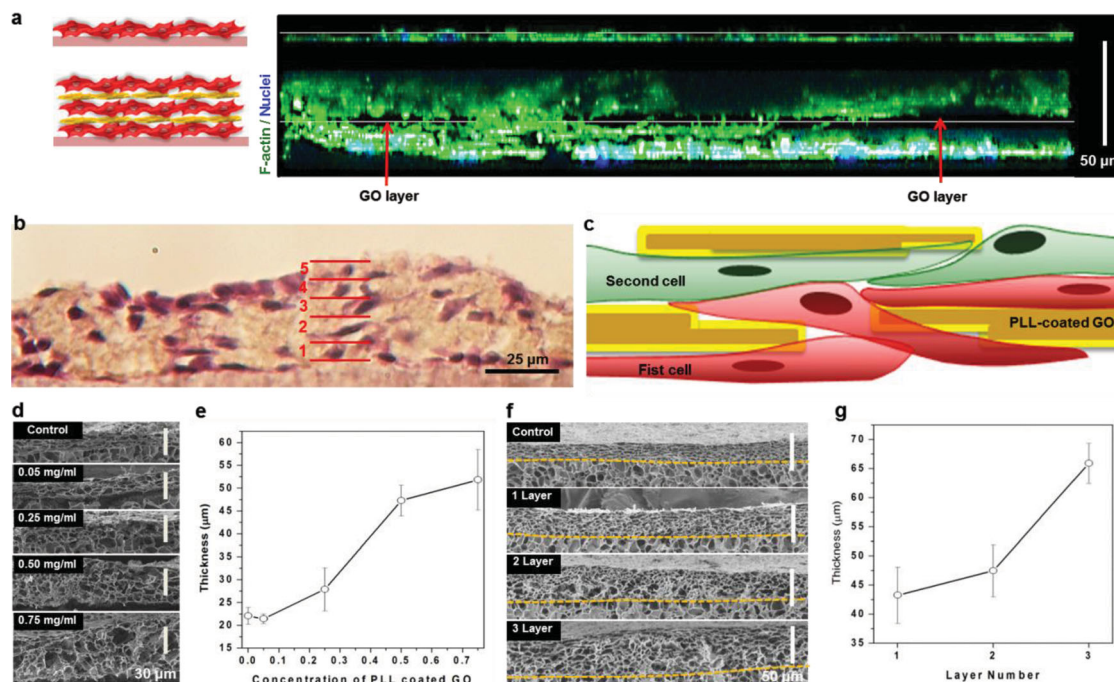 a
F-actin / Nuclei
50 µm
GO layer
GO layer
b
5
4
3
2
1
25 µm
c
Second cell
PLL-coated GO
Fist cell
d
Control
0.05 mg/ml
0.25 mg/ml
0.50 mg/ml
0.75 mg/ml
30 µm
e
Thickness (µm)
60
55
50
45
40
35
30
25
20
15
0.0 0.1 0.2 0.3 0.4 0.5 0.6 0.7
Concentration of PLL coated GO
f
Control
1 Layer
2 Layer
3 Layer
50 µm
g
Thickness (µm)
70
65
60
55
50
45
40
35
1 2 3
Layer Number